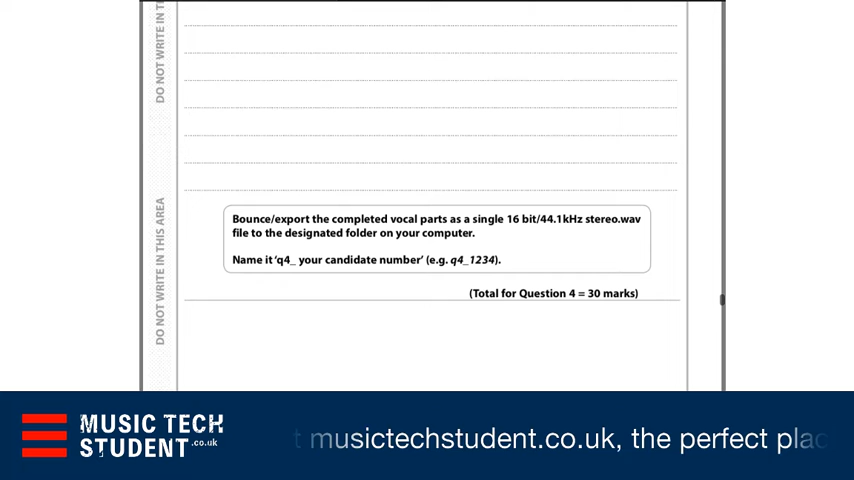 DO NOT WRITE IN TH
DO NOT WRITE IN THIS AREA
Bounce/export the completed vocal parts as a single 16 bit/44.1kHz stereo.wav
file to the designated folder on your computer.
Name it ‘q4_ your candidate number’ (e.g. q4_1234).
(Total for Question 4 = 30 marks)
MUSIC TECH
STUDENT.co.uk
t musictechstudent.co.uk, the perfect plac